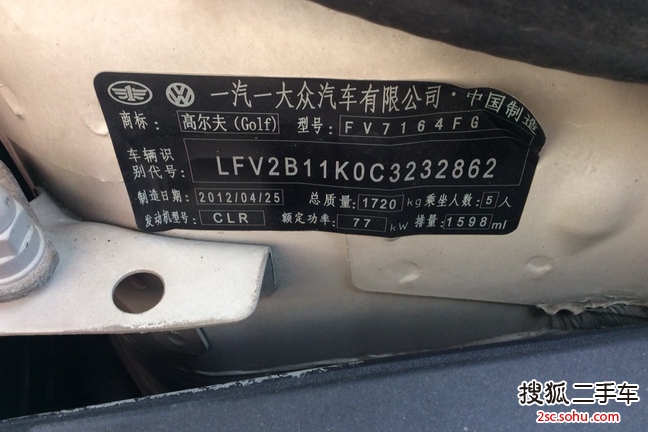 一汽一大众汽车有限公司·中国制造
商标: 高尔夫(Golf) 型号: FV7164FG
车辆识别代号: LFV2B11K0C3232862
制造日期: 2012/04/25 总质量: 1720 kg 乘坐人数: 5 人
发动机型号: CLR 额定功率: 77 kW 排量: 1598 ml
搜狐二手车
2sc.sohu.com